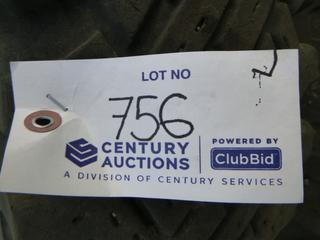 LOT NO
756
CENTURY AUCTIONS
POWERED BY
ClubBid
A DIVISION OF CENTURY SERVICES